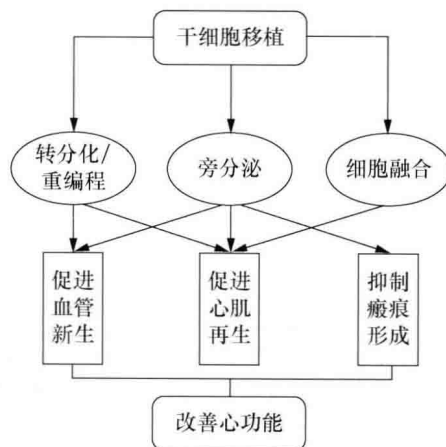 干细胞移植
转分化/
重编程
旁分泌
细胞融合
促进
血管
新生
促进
心肌
再生
抑制
瘢痕
形成
改善心功能